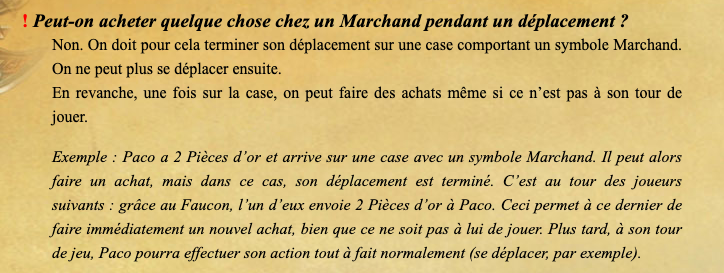 ! Peut-on acheter quelque chose chez un Marchand pendant un déplacement ?
Non. On doit pour cela terminer son déplacement sur une case comportant un symbole Marchand.
On ne peut plus se déplacer ensuite.
En revanche, une fois sur la case, on peut faire des achats même si ce n’est pas à son tour de
jouer.
Exemple : Paco a 2 Pièces d’or et arrive sur une case avec un symbole Marchand. Il peut alors
faire un achat, mais dans ce cas, son déplacement est terminé. C’est au tour des joueurs
suivants : grâce au Faucon, l’un d’eux envoie 2 Pièces d’or à Paco. Ceci permet à ce dernier de
faire immédiatement un nouvel achat, bien que ce ne soit pas à lui de jouer. Plus tard, à son tour
de jeu, Paco pourra effectuer son action tout à fait normalement (se déplacer, par exemple).